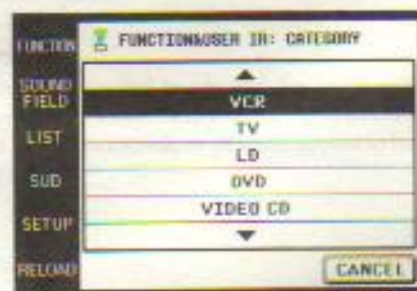 FUNCTION
SOUND
FIELD
LIST
SUD
SETUP
RELOAD
FUNCTION&USER IR: CATEGORY
VCR
TV
LD
DVD
VIDEO CD
CANCEL